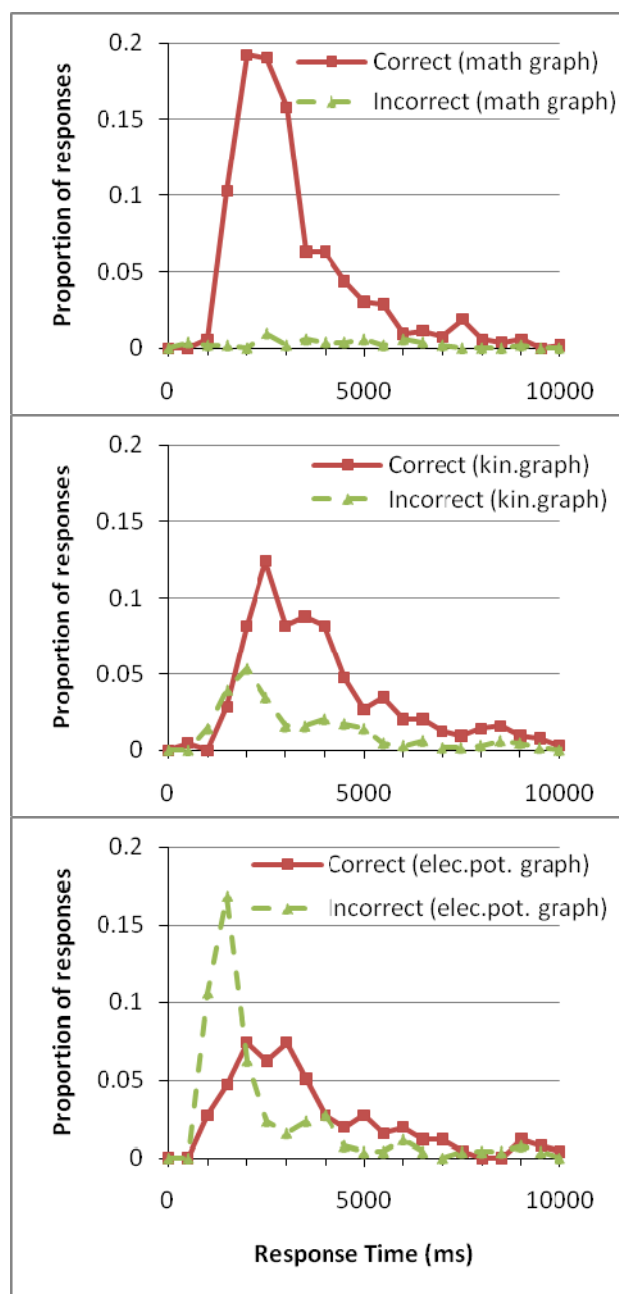 Proportion of responses
0.2
0.15
0.1
0.05
0
Correct (math graph)
Incorrect (math graph)
0
5000
10000
Proportion of responses
0.2
0.15
0.1
0.05
0
Correct (kin.graph)
Incorrect (kin.graph)
0
5000
10000
Proportion of responses
0.2
0.15
0.1
0.05
0
Correct (elec.pot. graph)
Incorrect (elec.pot. graph)
0
5000
10000
Response Time (ms)